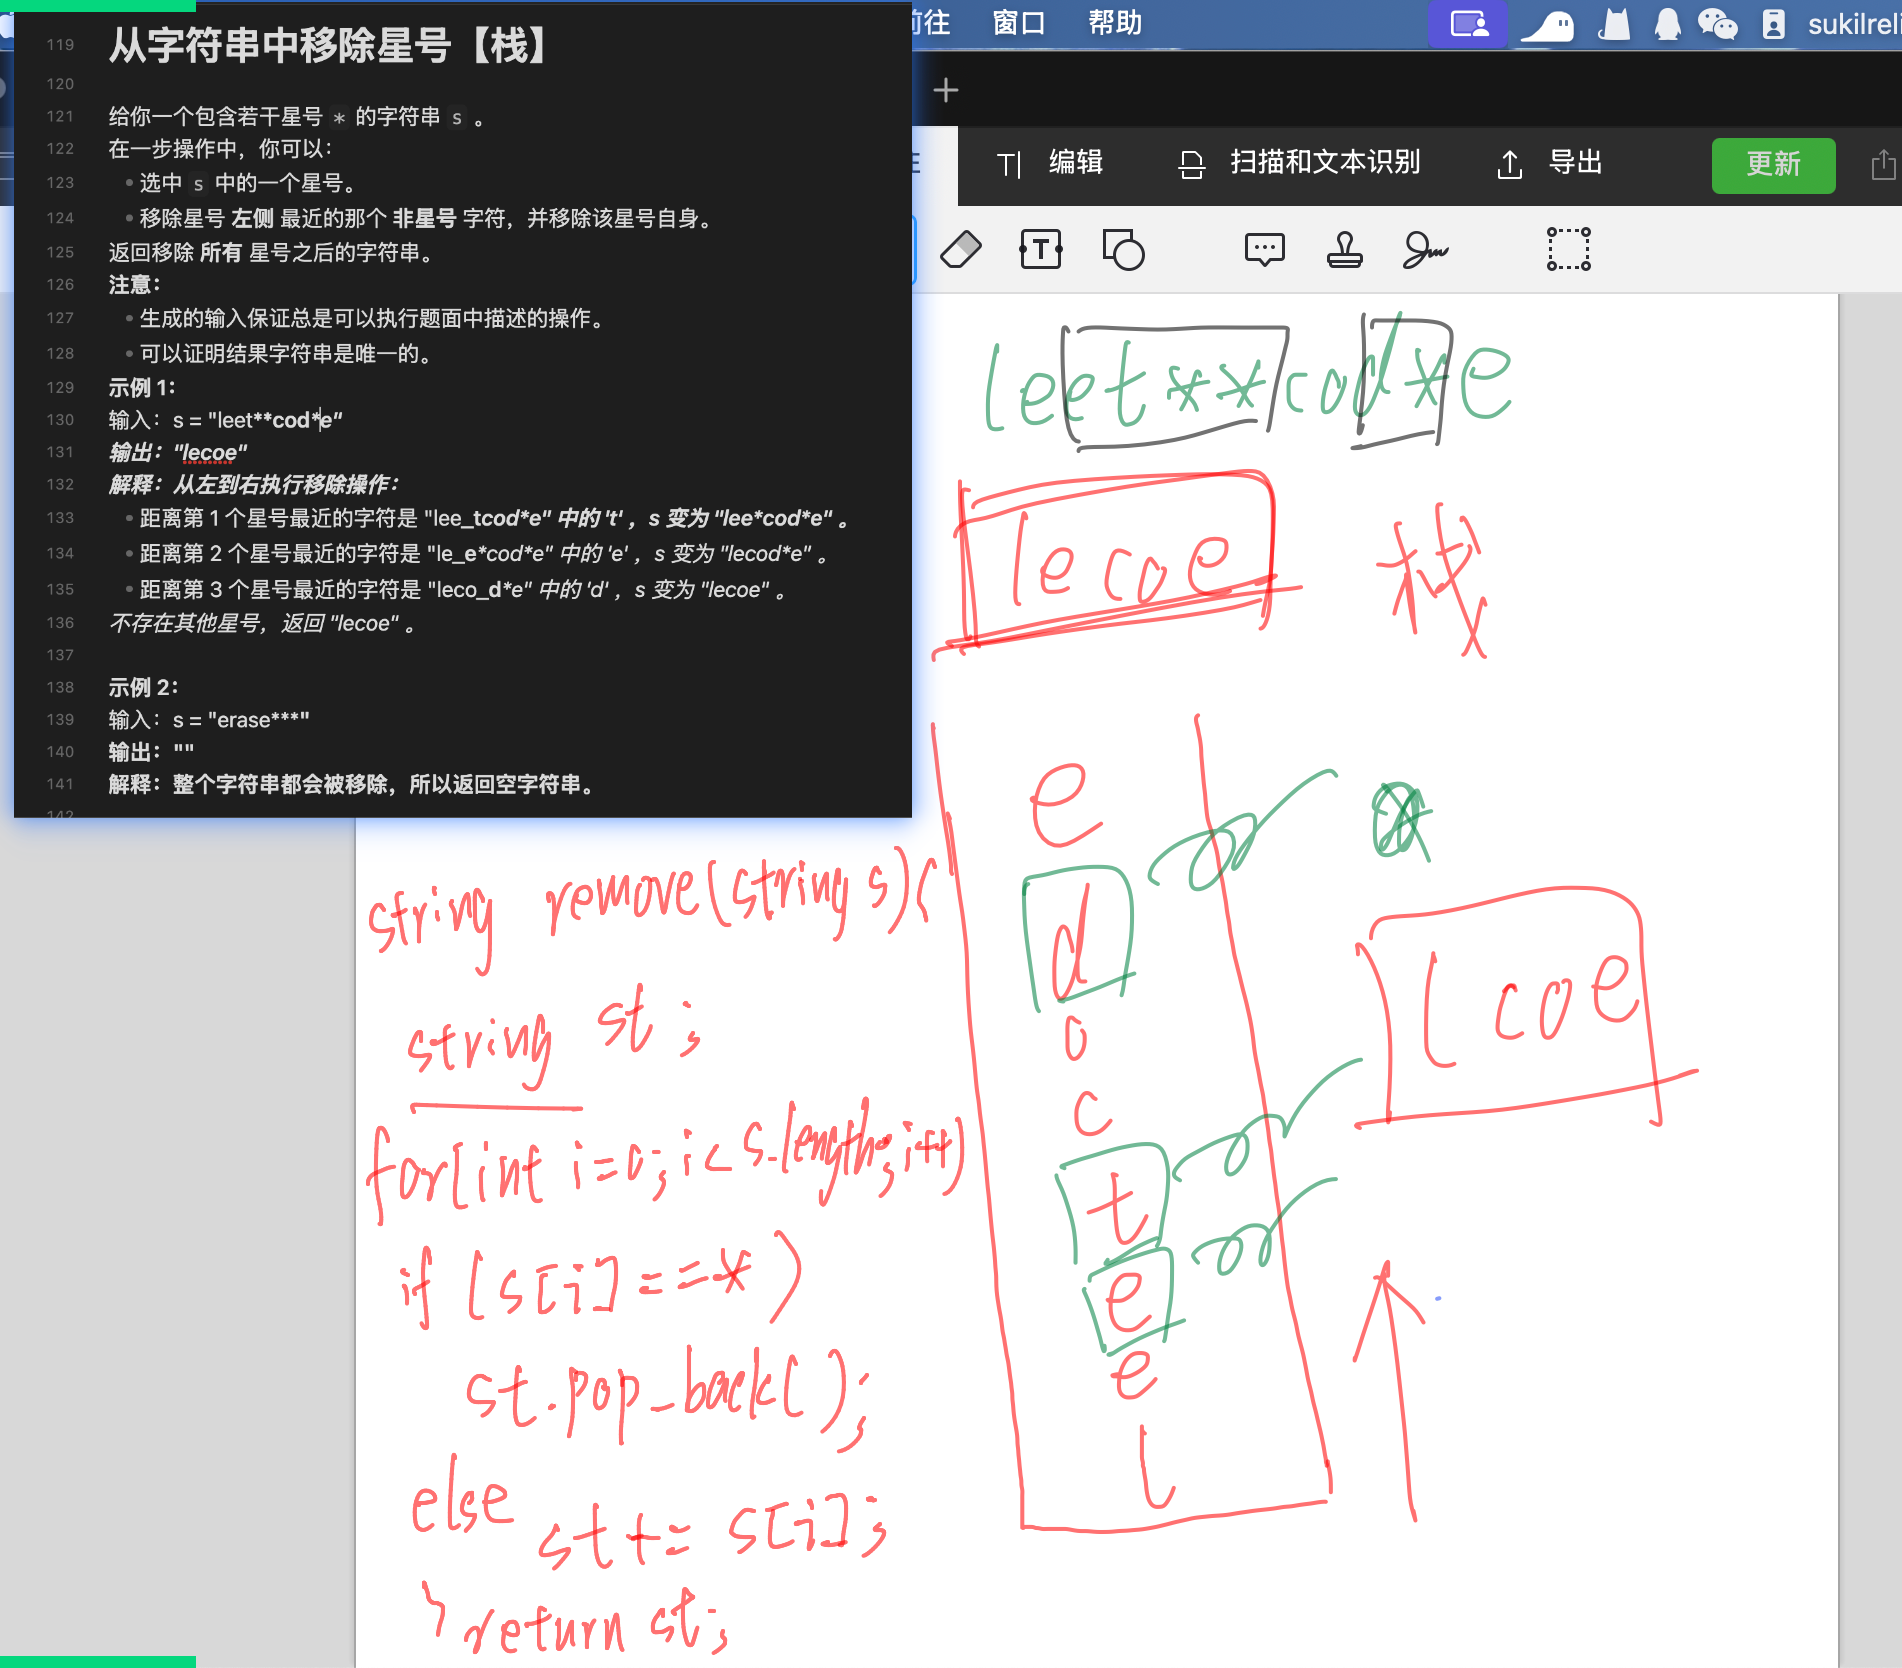 前往 窗口 帮助 sukilreli
119 从字符串中移除星号【栈】
120
121 给你一个包含若干星号 * 的字符串 s 。
122 在一步操作中，你可以：
123 • 选中 s 中的一个星号。
124 • 移除星号 左侧 最近的那个 非星号 字符，并移除该星号自身。
125 返回移除 所有 星号之后的字符串。
126 注意：
127 • 生成的输入保证总是可以执行题面中描述的操作。
128 • 可以证明结果字符串是唯一的。
129 示例 1：
130 输入：s = "leet**cod*e"
131 输出："lecoe"
132 解释：从左到右执行移除操作：
133 • 距离第 1 个星号最近的字符是 "lee_tcod*e" 中的 't' ，s 变为 "lee*cod*e" 。
134 • 距离第 2 个星号最近的字符是 "le_e*cod*e" 中的 'e' ，s 变为 "lecod*e" 。
135 • 距离第 3 个星号最近的字符是 "leco_d*e" 中的 'd' ，s 变为 "lecoe" 。
136 不存在其他星号，返回 "lecoe" 。
137
138 示例 2：
139 输入：s = "erase***"
140 输出：""
141 解释：整个字符串都会被移除，所以返回空字符串。
142
T| 编辑 扫描和文本识别 导出 更新
T
leet**cod*e
lecoe 栈
e
d
o
c
t
e
e
l
*
lcoe
string remove(string s){
string st;
for(int i=0;i<s.length;i++)
if (s[i]==*)
st.pop_back();
else
st+= s[i];
}
return st;